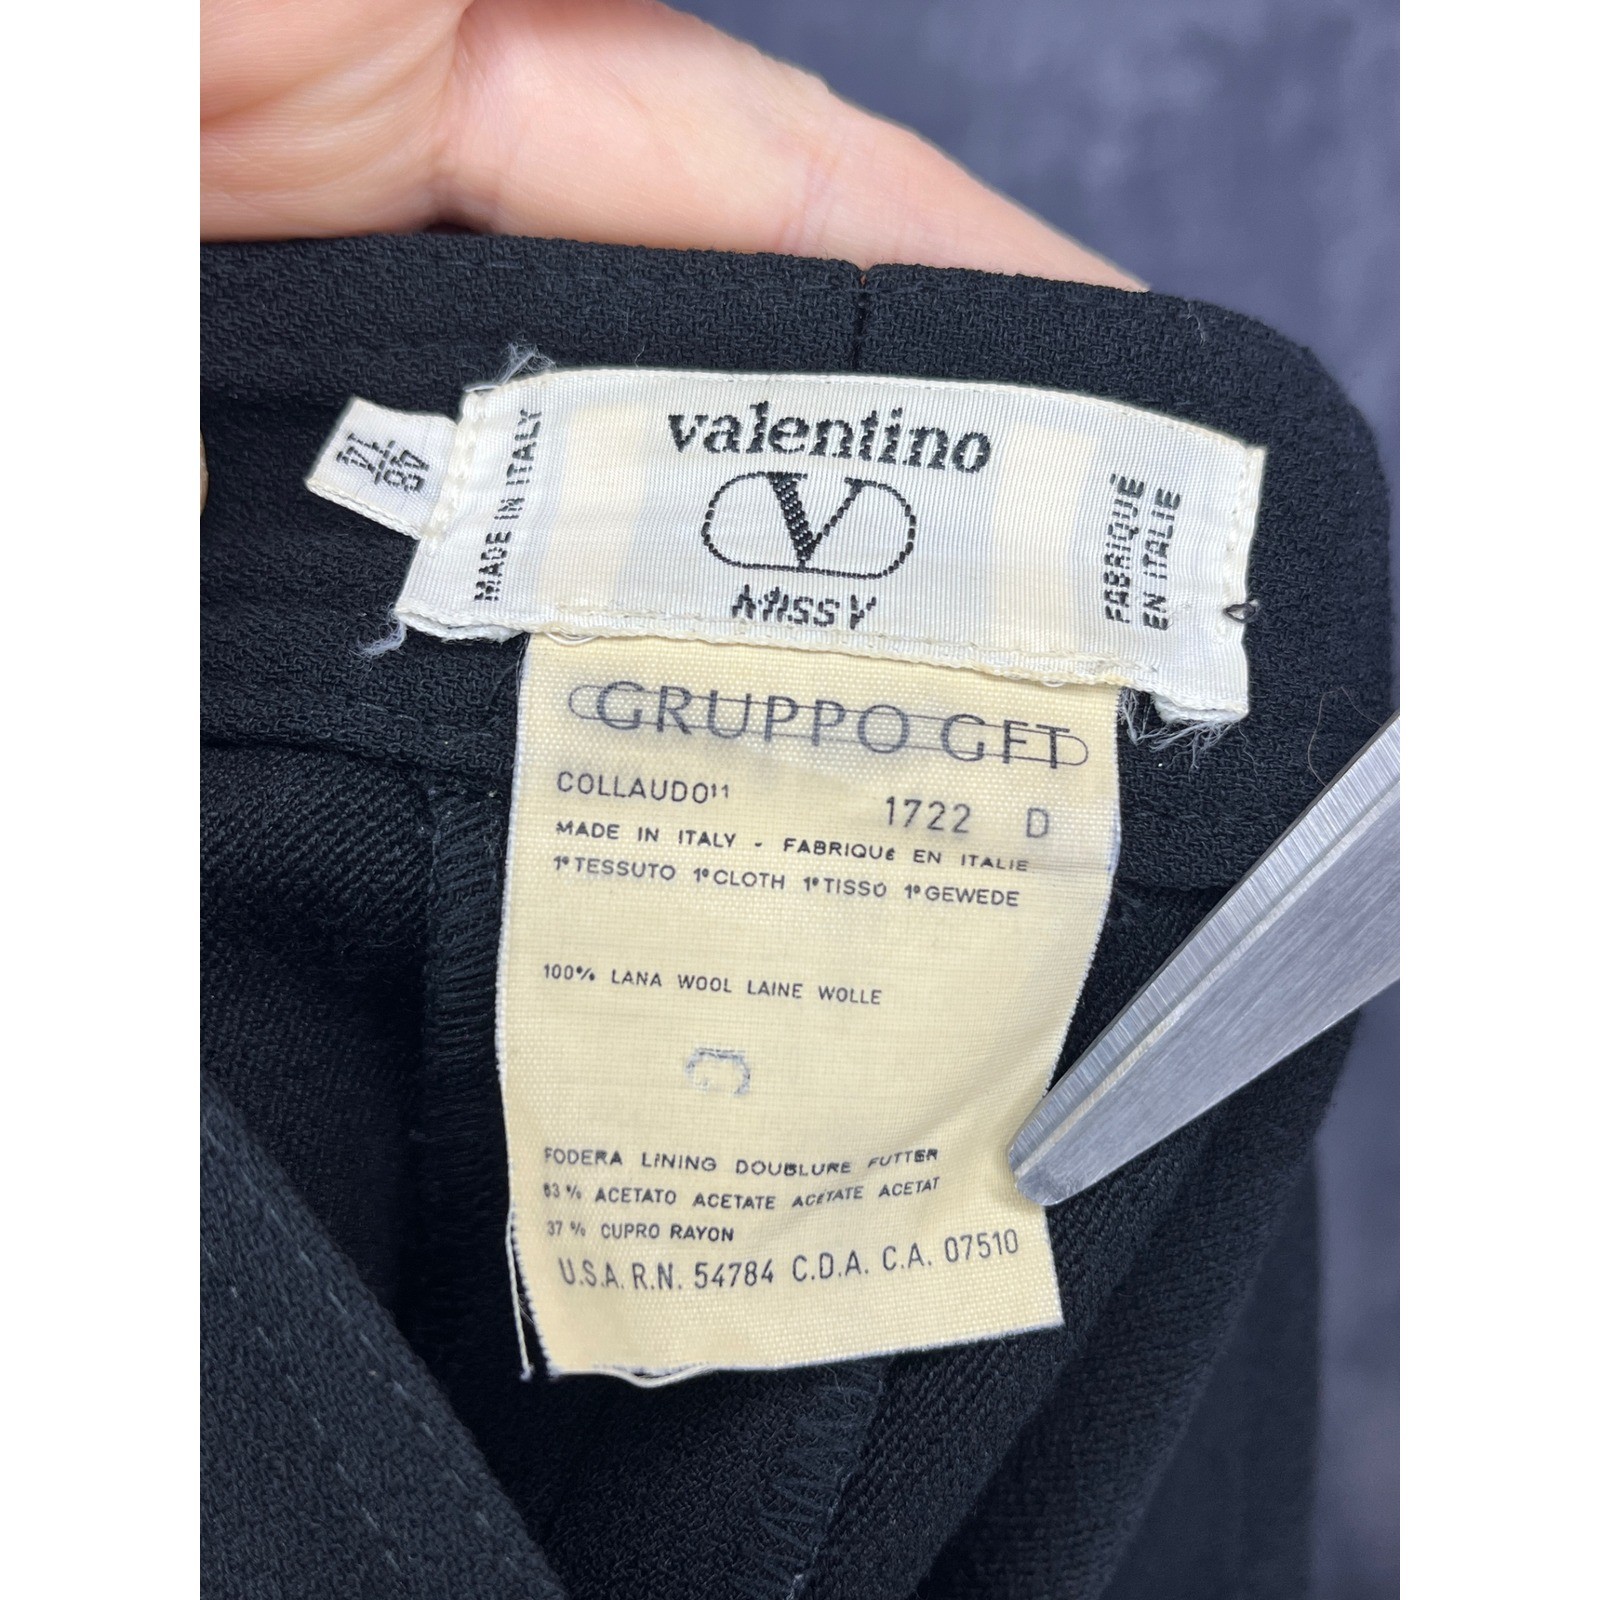 48/14
MADE IN ITALY
valentino
V
MISS V
FABRIQUÉ
EN ITALIE
GRUPPO GFT
COLLAUDO¹¹ 1722 D
MADE IN ITALY - FABRIQUé EN ITALIE
1° TESSUTO 1° CLOTH 1° TISSO 1° GEWEDE
100% LANA WOOL LAINE WOLLE
FODERA LINING DOUBLURE FUTTER
63% ACETATO ACETATE ACETATE ACETAT
37% CUPRO RAYON
U.S.A. R.N. 54784 C.D.A. C.A. 07510